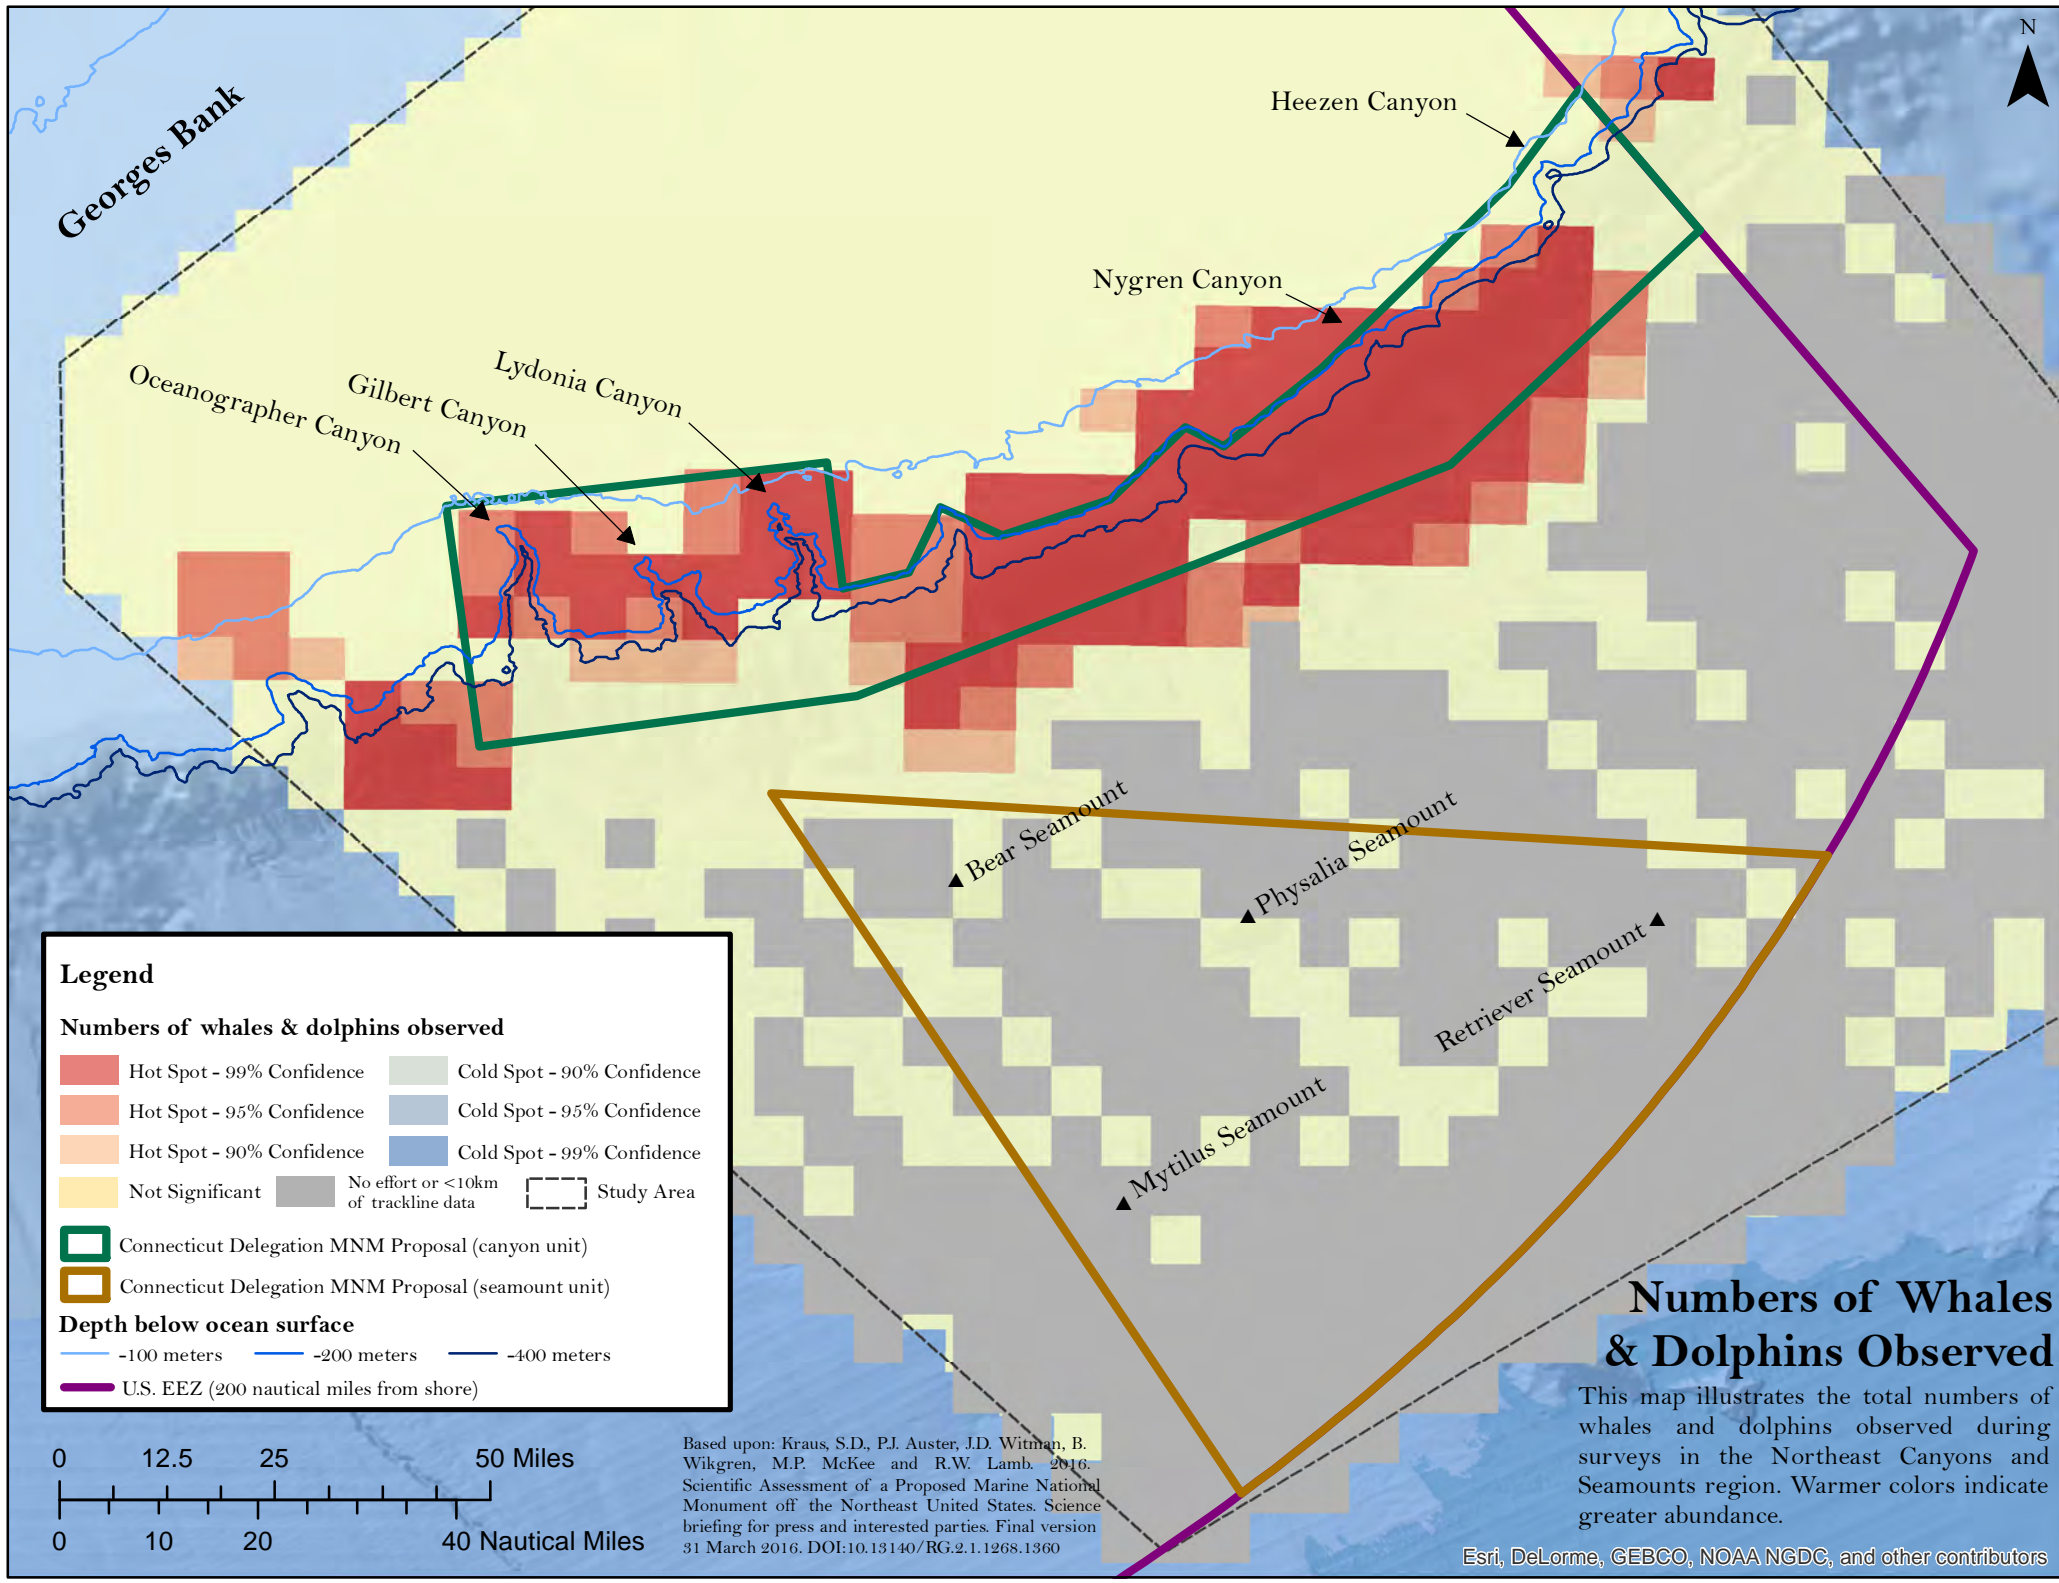 N
Georges Bank
Heezen Canyon
Nygren Canyon
Lydonia Canyon
Gilbert Canyon
Oceanographer Canyon
Bear Seamount
Physalia Seamount
Retriever Seamount
Mytilus Seamount
Legend
Numbers of whales & dolphins observed
Hot Spot - 99% Confidence
Cold Spot - 90% Confidence
Hot Spot - 95% Confidence
Cold Spot - 95% Confidence
Hot Spot - 90% Confidence
Cold Spot - 99% Confidence
Not Significant
No effort or <10km
of trackline data
Study Area
Connecticut Delegation MNM Proposal (canyon unit)
Connecticut Delegation MNM Proposal (seamount unit)
Depth below ocean surface
-100 meters -200 meters -400 meters
U.S. EEZ (200 nautical miles from shore)
0 12.5 25 50 Miles
0 10 20 40 Nautical Miles
Based upon: Kraus, S.D., P.J. Auster, J.D. Witman, B.
Wikgren, M.P. McKee and R.W. Lamb. 2016.
Scientific Assessment of a Proposed Marine National
Monument off the Northeast United States. Science
briefing for press and interested parties. Final version
31 March 2016. DOI:10.13140/RG.2.1.1268.1360
Numbers of Whales
& Dolphins Observed
This map illustrates the total numbers of
whales and dolphins observed during
surveys in the Northeast Canyons and
Seamounts region. Warmer colors indicate
greater abundance.
Esri, DeLorme, GEBCO, NOAA NGDC, and other contributors